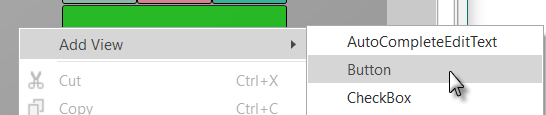 Add View
AutoCompleteEditText
Button
Cut Ctrl+X
CheckBox
Copy Ctrl+C